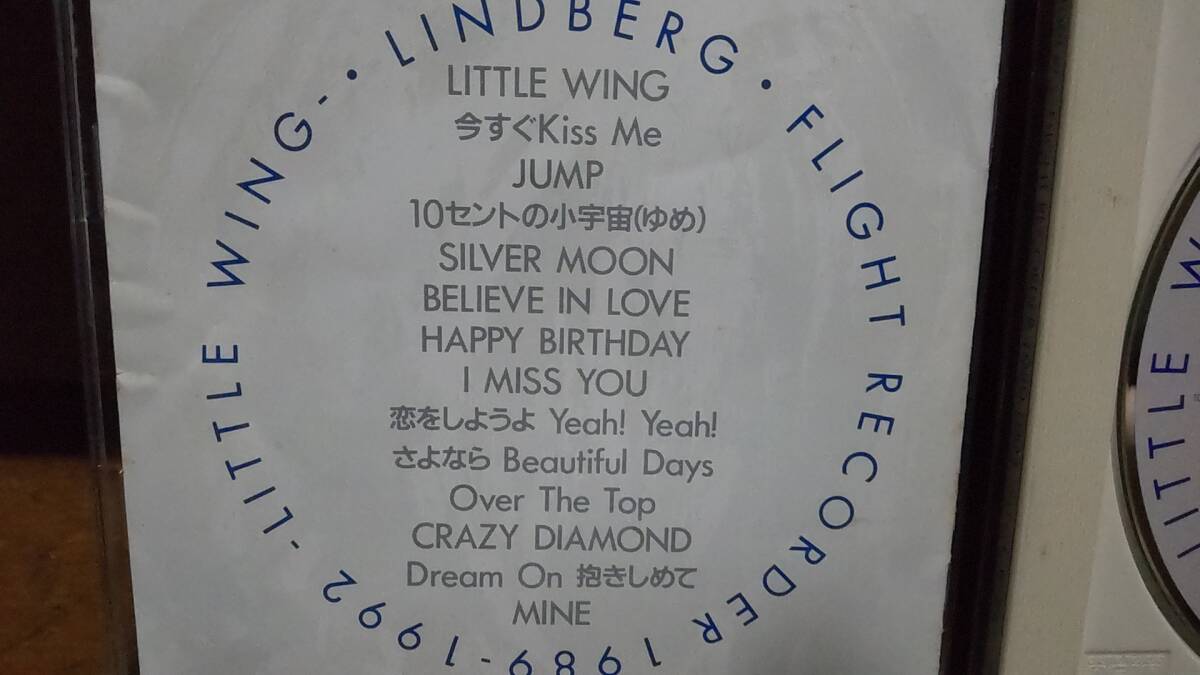 • LINDBERG • FLIGHT RECORDER 1989-1992 -LITTLE WING-
LITTLE WING
今すぐKiss Me
JUMP
10セントの小宇宙(ゆめ)
SILVER MOON
BELIEVE IN LOVE
HAPPY BIRTHDAY
I MISS YOU
恋をしようよ Yeah! Yeah!
さよなら Beautiful Days
Over The Top
CRAZY DIAMOND
Dream On 抱きしめて
MINE
LITTLE W